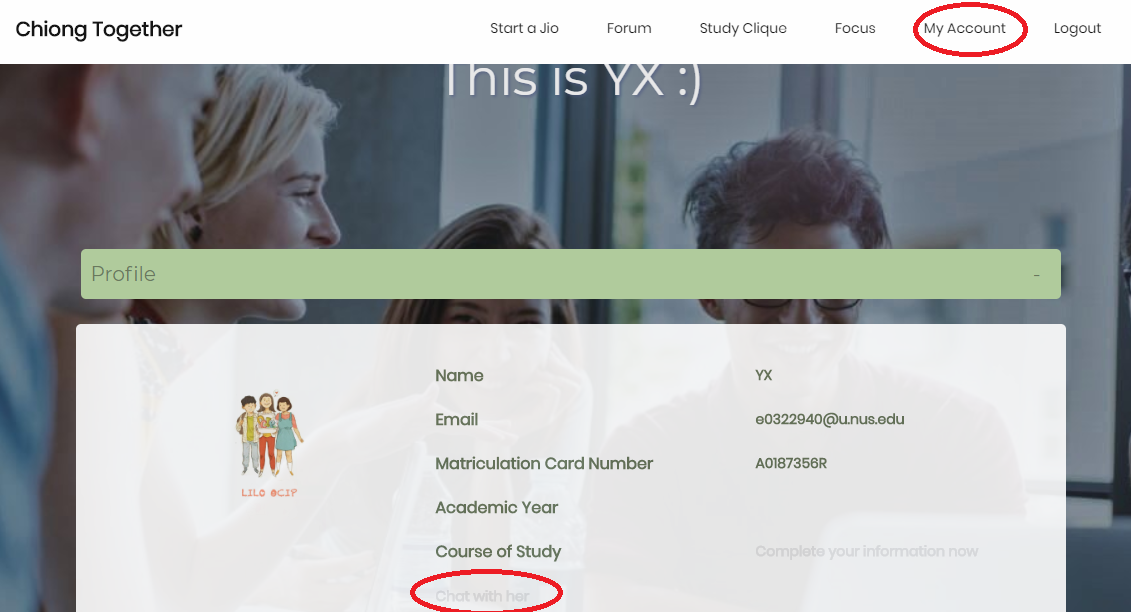 Chiong Together Start a Jio Forum Study Clique Focus My Account Logout
This is YX :)
Profile -
Name YX
Email e0322940@u.nus.edu
Matriculation Card Number A0187356R
LILO OCIP
Academic Year
Course of Study Complete your information now
Chat with her